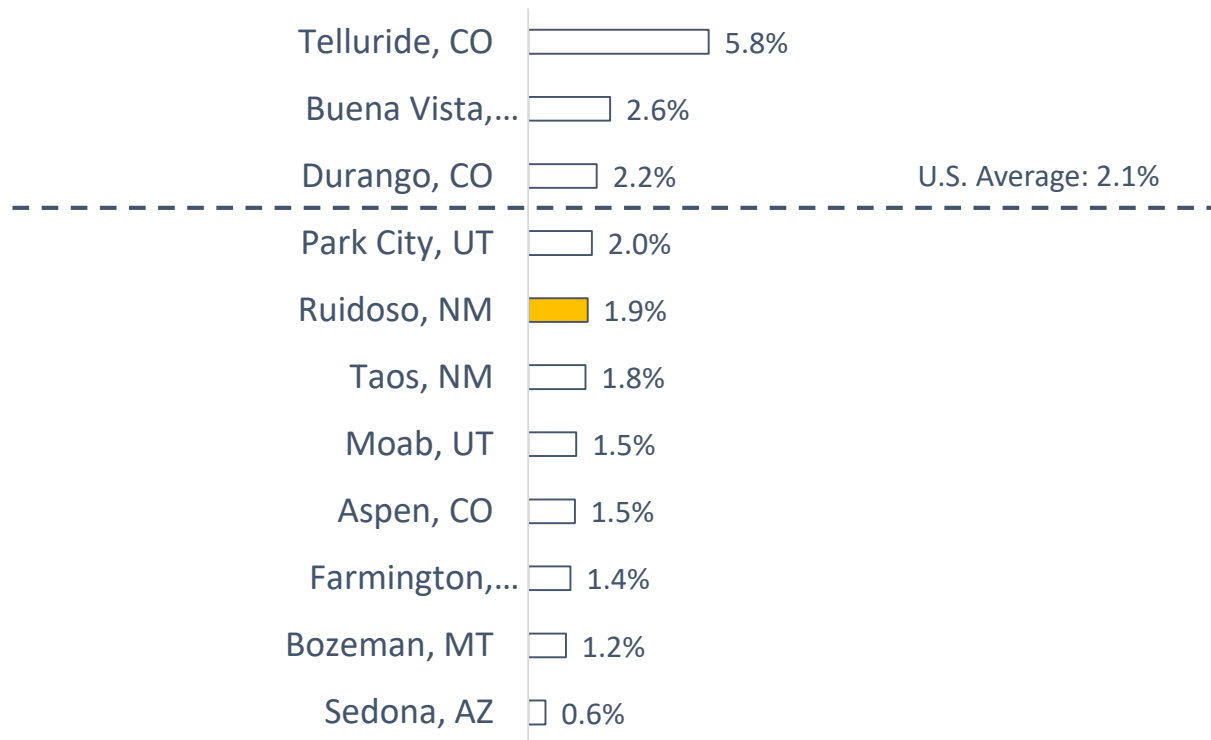 Telluride, CO 5.8%
Buena Vista,... 2.6%
Durango, CO 2.2% U.S. Average: 2.1%
Park City, UT 2.0%
Ruidoso, NM 1.9%
Taos, NM 1.8%
Moab, UT 1.5%
Aspen, CO 1.5%
Farmington,... 1.4%
Bozeman, MT 1.2%
Sedona, AZ 0.6%